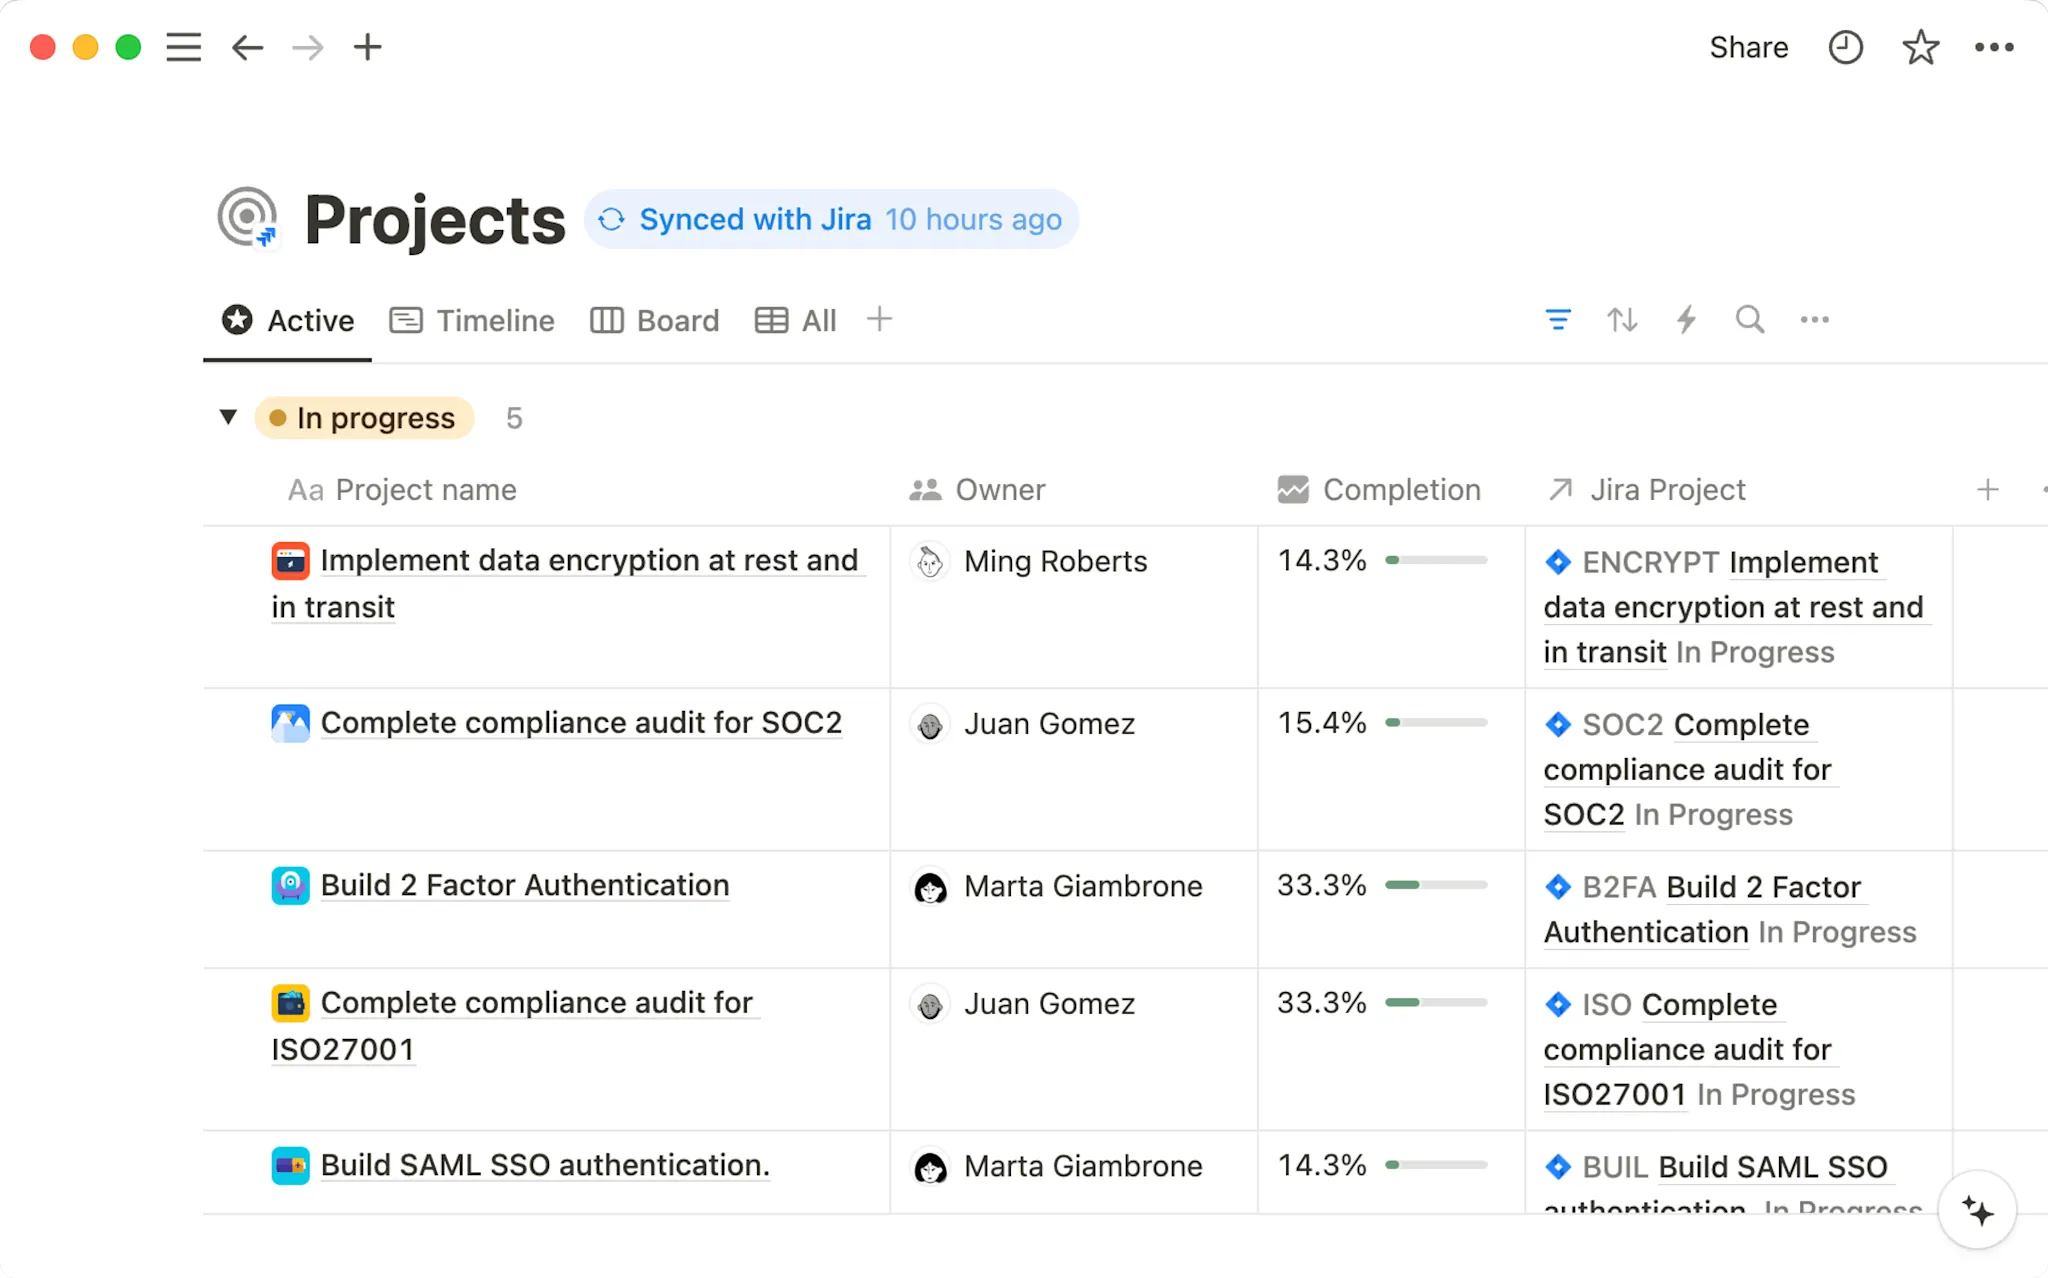 Share
Projects Synced with Jira 10 hours ago
Active Timeline Board All
In progress 5
Aa Project name Owner Completion Jira Project
Implement data encryption at rest and
in transit
Ming Roberts
14.3%
ENCRYPT Implement
data encryption at rest and
in transit In Progress
Complete compliance audit for SOC2
Juan Gomez
15.4%
SOC2 Complete
compliance audit for
SOC2 In Progress
Build 2 Factor Authentication
Marta Giambrone
33.3%
B2FA Build 2 Factor
Authentication In Progress
Complete compliance audit for
ISO27001
Juan Gomez
33.3%
ISO Complete
compliance audit for
ISO27001 In Progress
Build SAML SSO authentication.
Marta Giambrone
14.3%
BUIL Build SAML SSO
authentication. In Progress